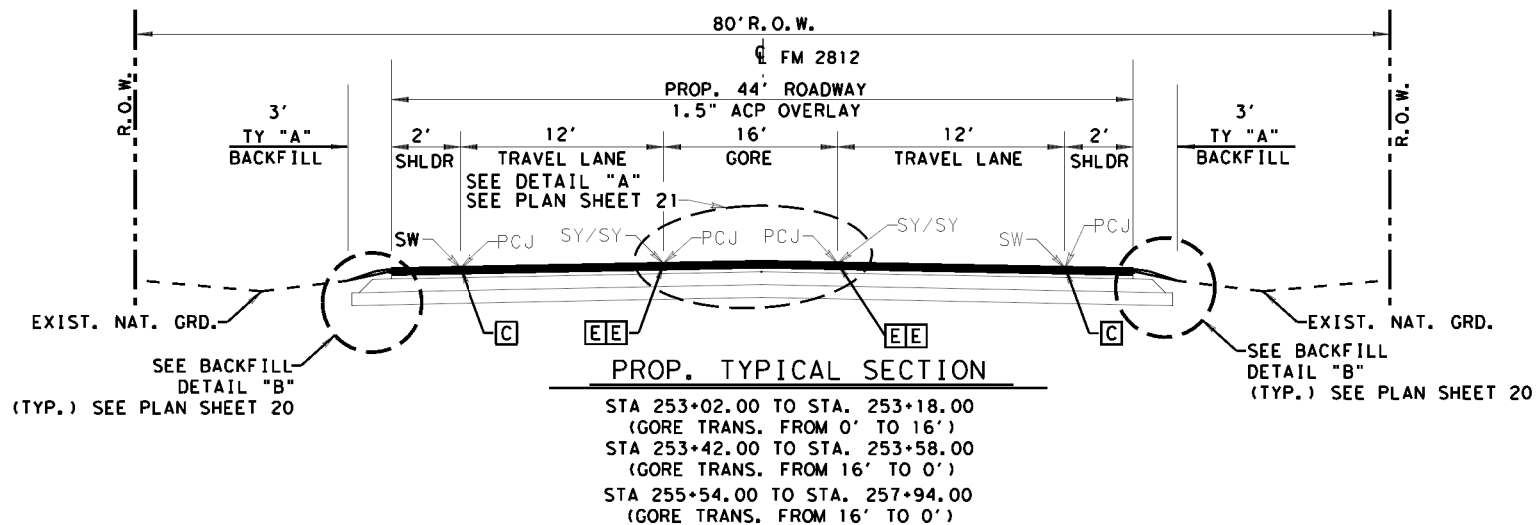 80' R.O.W.
℄ FM 2812
PROP. 44' ROADWAY
1.5" ACP OVERLAY
R.O.W.
R.O.W.
3'
TY "A"
BACKFILL
2'
SHLDR
12'
TRAVEL LANE
16'
GORE
12'
TRAVEL LANE
2'
SHLDR
3'
TY "A"
BACKFILL
SEE DETAIL "A"
SEE PLAN SHEET 21
SW
PCJ
SY/SY
PCJ
PCJ
SY/SY
SW
PCJ
EXIST. NAT. GRD.
C
E E
E E
C
EXIST. NAT. GRD.
SEE BACKFILL
DETAIL "B"
(TYP.) SEE PLAN SHEET 20
SEE BACKFILL
DETAIL "B"
(TYP.) SEE PLAN SHEET 20
PROP. TYPICAL SECTION
STA 253+02.00 TO STA. 253+18.00
(GORE TRANS. FROM 0' TO 16')
STA 253+42.00 TO STA. 253+58.00
(GORE TRANS. FROM 16' TO 0')
STA 255+54.00 TO STA. 257+94.00
(GORE TRANS. FROM 16' TO 0')